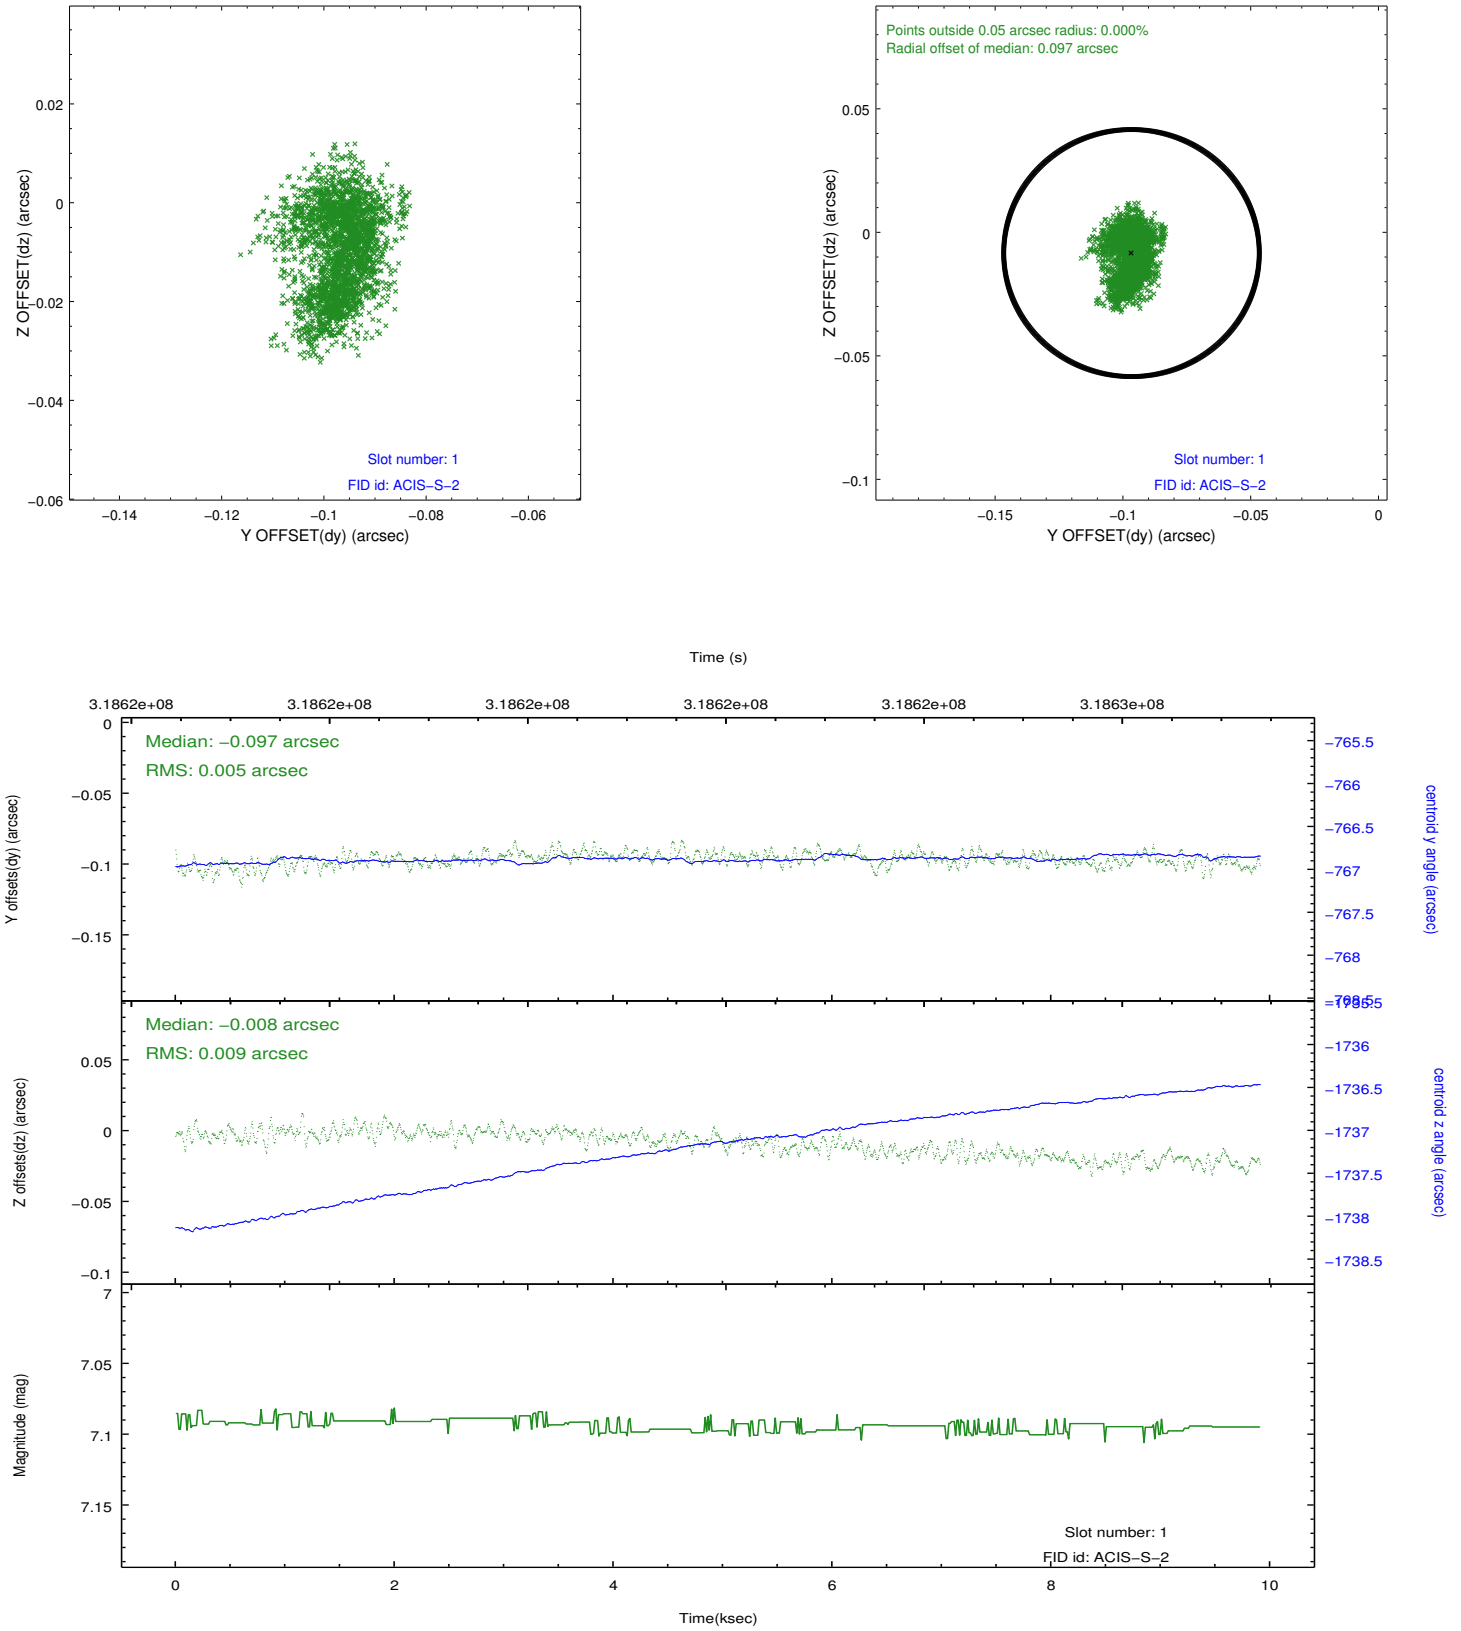 0.02
0
−0.02
−0.04
−0.06
Z OFFSET(dz) (arcsec)
Slot number: 1
FID id: ACIS−S−2
−0.14
−0.12
−0.1
−0.08
−0.06
Y OFFSET(dy) (arcsec)
Points outside 0.05 arcsec radius: 0.000%
Radial offset of median: 0.097 arcsec
0.05
0
−0.05
−0.1
Z OFFSET(dz) (arcsec)
Slot number: 1
FID id: ACIS−S−2
−0.15
−0.1
−0.05
0
Y OFFSET(dy) (arcsec)
Time (s)
3.1862e+08
3.1862e+08
3.1862e+08
3.1862e+08
3.1862e+08
3.1863e+08
Median: −0.097 arcsec
RMS: 0.005 arcsec
0
−0.05
−0.1
−0.15
Y offsets(dy) (arcsec)
−765.5
−766
−766.5
−767
−767.5
−768
−768.5
centroid y angle (arcsec)
Median: −0.008 arcsec
RMS: 0.009 arcsec
0.05
0
−0.05
−0.1
Z offsets(dz) (arcsec)
−1735.5
−1736
−1736.5
−1737
−1737.5
−1738
−1738.5
centroid z angle (arcsec)
7
7.05
7.1
7.15
Magnitude (mag)
Slot number: 1
FID id: ACIS−S−2
0
2
4
6
8
10
Time(ksec)